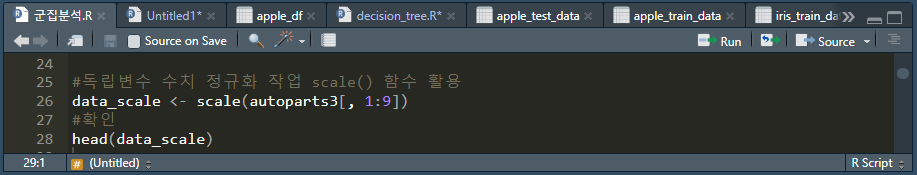 군집분석.R
Untitled1*
apple_df
decision_tree.R*
apple_test_data
apple_train_data
iris_train_da
Source on Save
Run
Source
24
25 #독립변수 수치 정규화 작업 scale() 함수 활용
26 data_scale <- scale(autoparts3[, 1:9])
27 #확인
28 head(data_scale)
29:1
# (Untitled)
R Script